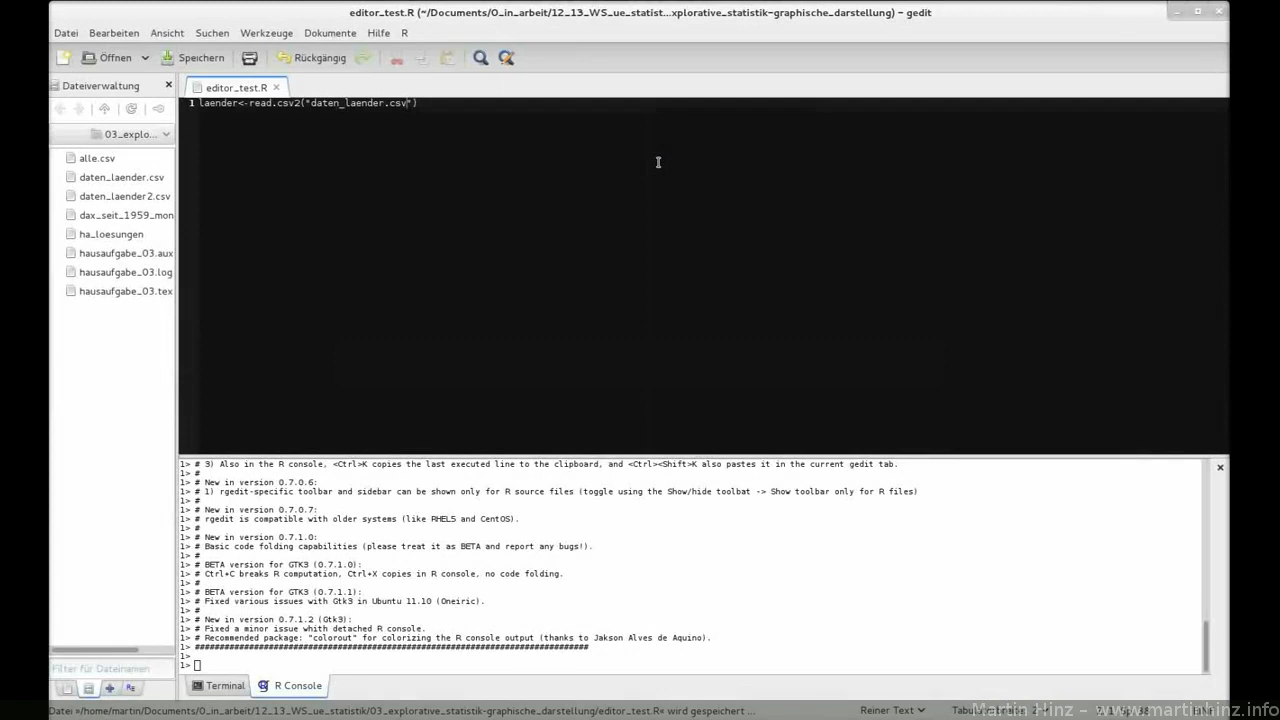 editor_test.R (~/Documents/0_in_arbeit/12_13_WS_ue_statist...xplorative_statistik-graphische_darstellung) - gedit
Datei Bearbeiten Ansicht Suchen Werkzeuge Dokumente Hilfe R
Öffnen Speichern Rückgängig
Dateiverwaltung
editor_test.R
1 laender<-read.csv2("daten_laender.csv")
03_explo...
alle.csv
daten_laender.csv
daten_laender2.csv
dax_seit_1959_mon
ha_loesungen
hausaufgabe_03.aux
hausaufgabe_03.log
hausaufgabe_03.tex
Filter für Dateinamen
1> # 3) Also in the R console, <Ctrl>K copies the last executed line to the clipboard, and <Ctrl><Shift>K also pastes it in the current gedit tab.
1> #
1> # New in version 0.7.0.6:
1> # 1) rgedit-specific toolbar and sidebar can be shown only for R source files (toggle using the Show/hide toolbat -> Show toolbar only for R files)
1> #
1> # New in version 0.7.0.7:
1> # rgedit is compatible with older systems (like RHEL5 and CentOS).
1> #
1> # New in version 0.7.1.0:
1> # Basic code folding capabilities (please treat it as BETA and report any bugs!).
1> #
1> # BETA version for GTK3 (0.7.1.0):
1> # Ctrl+C breaks R computation, Ctrl+X copies in R console, no code folding.
1> #
1> # BETA version for GTK3 (0.7.1.1):
1> # Fixed various issues with Gtk3 in Ubuntu 11.10 (Oneiric).
1> #
1> # New in version 0.7.1.2 (Gtk3):
1> # Fixed a minor issue whith detached R console.
1> # Recommended package: "colorout" for colorizing the R console output (thanks to Jakson Alves de Aquino).
1> ################################################################################
1>
1>
Terminal R Console
Datei »/home/martin/Documents/0_in_arbeit/12_13_WS_ue_statistik/03_explorative_statistik-graphische_darstellung/editor_test.R« wird gespeichert ...
Reiner Text
Martin Hinz - www.martinhinz.info